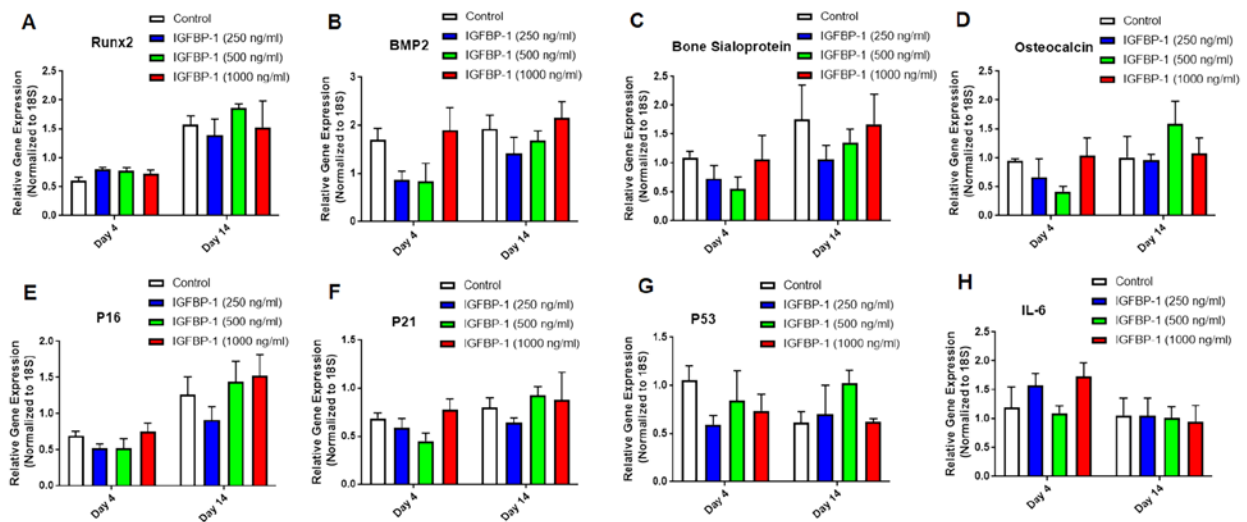 A
Runx2
Control
IGFBP-1 (250 ng/ml)
IGFBP-1 (500 ng/ml)
IGFBP-1 (1000 ng/ml)
Relative Gene Expression
(Normalized to 18S)
2.0
1.5
1.0
0.5
0.0
Day 4
Day 14
B
BMP2
Control
IGFBP-1 (250 ng/ml)
IGFBP-1 (500 ng/ml)
IGFBP-1 (1000 ng/ml)
Relative Gene Expression
(Normalized to 18S)
3
2
1
0
Day 4
Day 14
C
Bone Sialoprotein
Control
IGFBP-1 (250 ng/ml)
IGFBP-1 (500 ng/ml)
IGFBP-1 (1000 ng/ml)
Relative Gene Expression
(Normalized to 18S)
2.5
2.0
1.5
1.0
0.5
0.0
Day 4
Day 14
D
Osteocalcin
Control
IGFBP-1 (250 ng/ml)
IGFBP-1 (500 ng/ml)
IGFBP-1 (1000 ng/ml)
Relative Gene Expression
(Normalized to 18S)
2.5
2.0
1.5
1.0
0.5
0.0
Day 4
Day 14
E
P16
Control
IGFBP-1 (250 ng/ml)
IGFBP-1 (500 ng/ml)
IGFBP-1 (1000 ng/ml)
Relative Gene Expression
(Normalized to 18S)
2.0
1.5
1.0
0.5
0.0
Day 4
Day 14
F
P21
Control
IGFBP-1 (250 ng/ml)
IGFBP-1 (500 ng/ml)
IGFBP-1 (1000 ng/ml)
Relative Gene Expression
(Normalized to 18S)
1.5
1.0
0.5
0.0
Day 4
Day 14
G
P53
Control
IGFBP-1 (250 ng/ml)
IGFBP-1 (500 ng/ml)
IGFBP-1 (1000 ng/ml)
Relative Gene Expression
(Normalized to 18S)
1.5
1.0
0.5
0.0
Day 4
Day 14
H
IL-6
Control
IGFBP-1 (250 ng/ml)
IGFBP-1 (500 ng/ml)
IGFBP-1 (1000 ng/ml)
Relative Gene Expression
(Normalized to 18S)
2.5
2.0
1.5
1.0
0.5
0.0
Day 4
Day 14